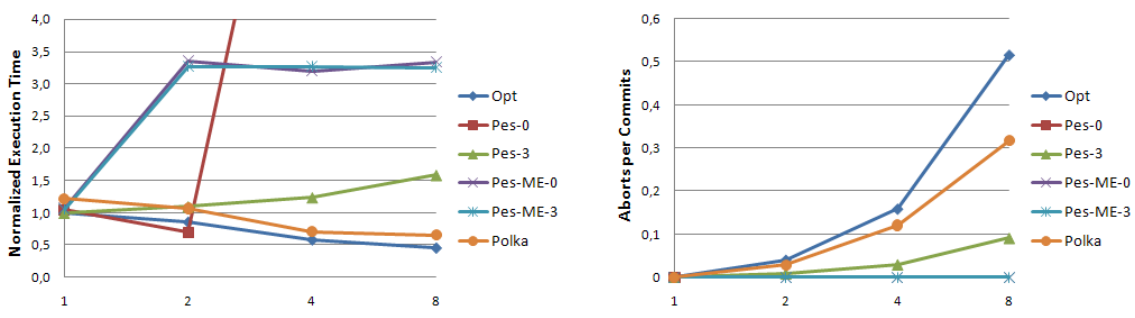 Normalized Execution Time
4,0
3,5
3,0
2,5
2,0
1,5
1,0
0,5
0,0
1 2 4 8
Opt
Pes-0
Pes-3
Pes-ME-0
Pes-ME-3
Polka
Aborts per Commits
0,6
0,5
0,4
0,3
0,2
0,1
0
1 2 4 8
Opt
Pes-0
Pes-3
Pes-ME-0
Pes-ME-3
Polka